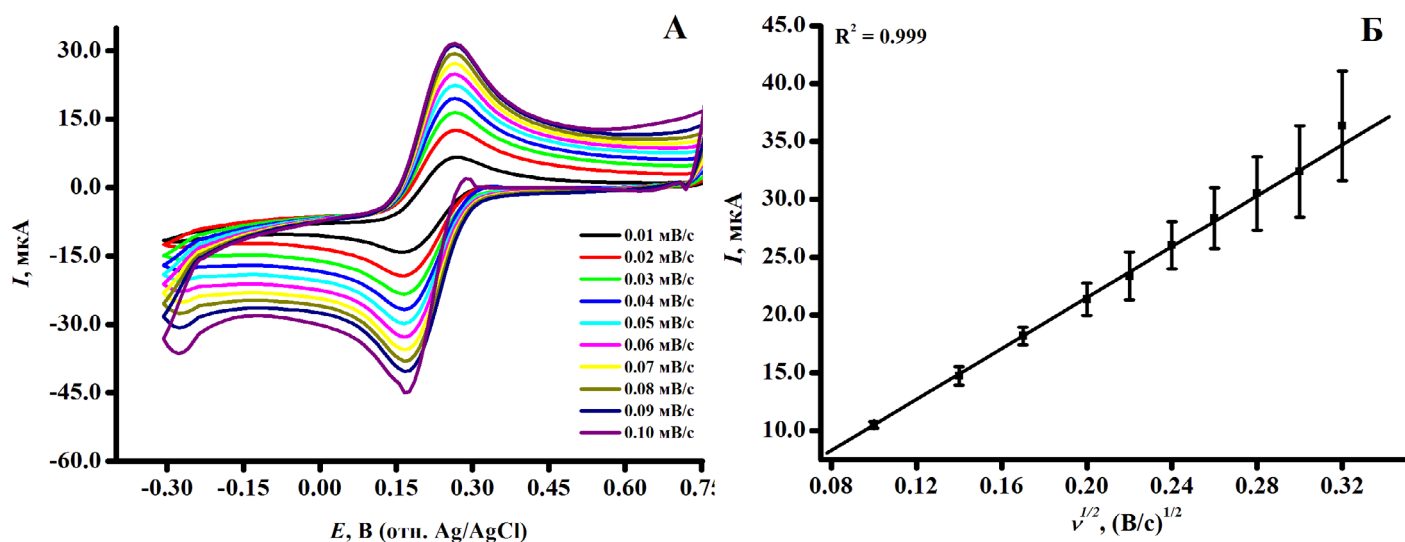 А
I, мкА
30.0
15.0
0.0
-15.0
-30.0
-45.0
-60.0
0.01 мВ/с
0.02 мВ/с
0.03 мВ/с
0.04 мВ/с
0.05 мВ/с
0.06 мВ/с
0.07 мВ/с
0.08 мВ/с
0.09 мВ/с
0.10 мВ/с
-0.30 -0.15 0.00 0.15 0.30 0.45 0.60 0.75
E, В (отн. Ag/AgCl)
Б
R² = 0.999
I, мкА
45.0
40.0
35.0
30.0
25.0
20.0
15.0
10.0
0.08 0.12 0.16 0.20 0.24 0.28 0.32
ν^1/2, (В/с)^1/2